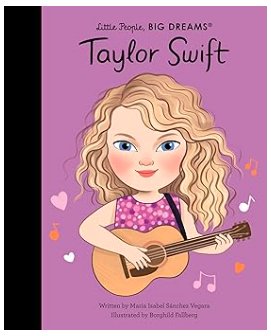 Little People, BIG DREAMS®
Taylor Swift
Written by Maria Isabel Sánchez Vegara
Illustrated by Borghild Fallberg